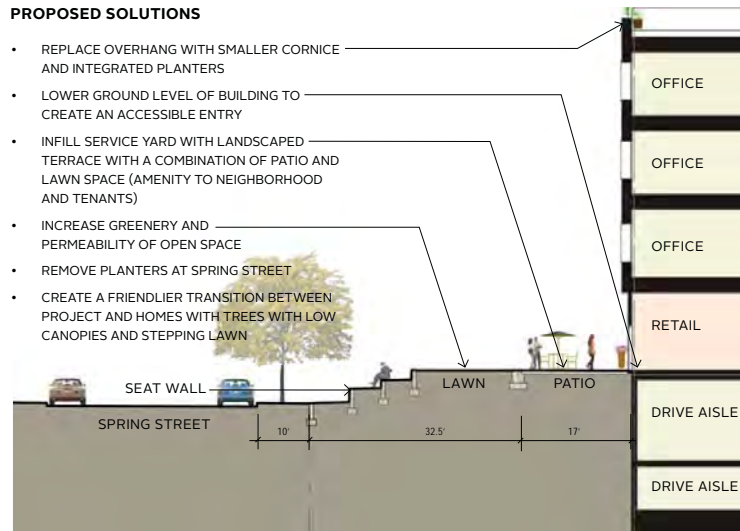 PROPOSED SOLUTIONS
• REPLACE OVERHANG WITH SMALLER CORNICE
AND INTEGRATED PLANTERS
• LOWER GROUND LEVEL OF BUILDING TO
CREATE AN ACCESSIBLE ENTRY
• INFILL SERVICE YARD WITH LANDSCAPED
TERRACE WITH A COMBINATION OF PATIO AND
LAWN SPACE (AMENITY TO NEIGHBORHOOD
AND TENANTS)
• INCREASE GREENERY AND
PERMEABILITY OF OPEN SPACE
• REMOVE PLANTERS AT SPRING STREET
• CREATE A FRIENDLIER TRANSITION BETWEEN
PROJECT AND HOMES WITH TREES WITH LOW
CANOPIES AND STEPPING LAWN
OFFICE
OFFICE
OFFICE
RETAIL
SEAT WALL
LAWN
PATIO
DRIVE AISLE
SPRING STREET
10'
32.5'
17'
DRIVE AISLE